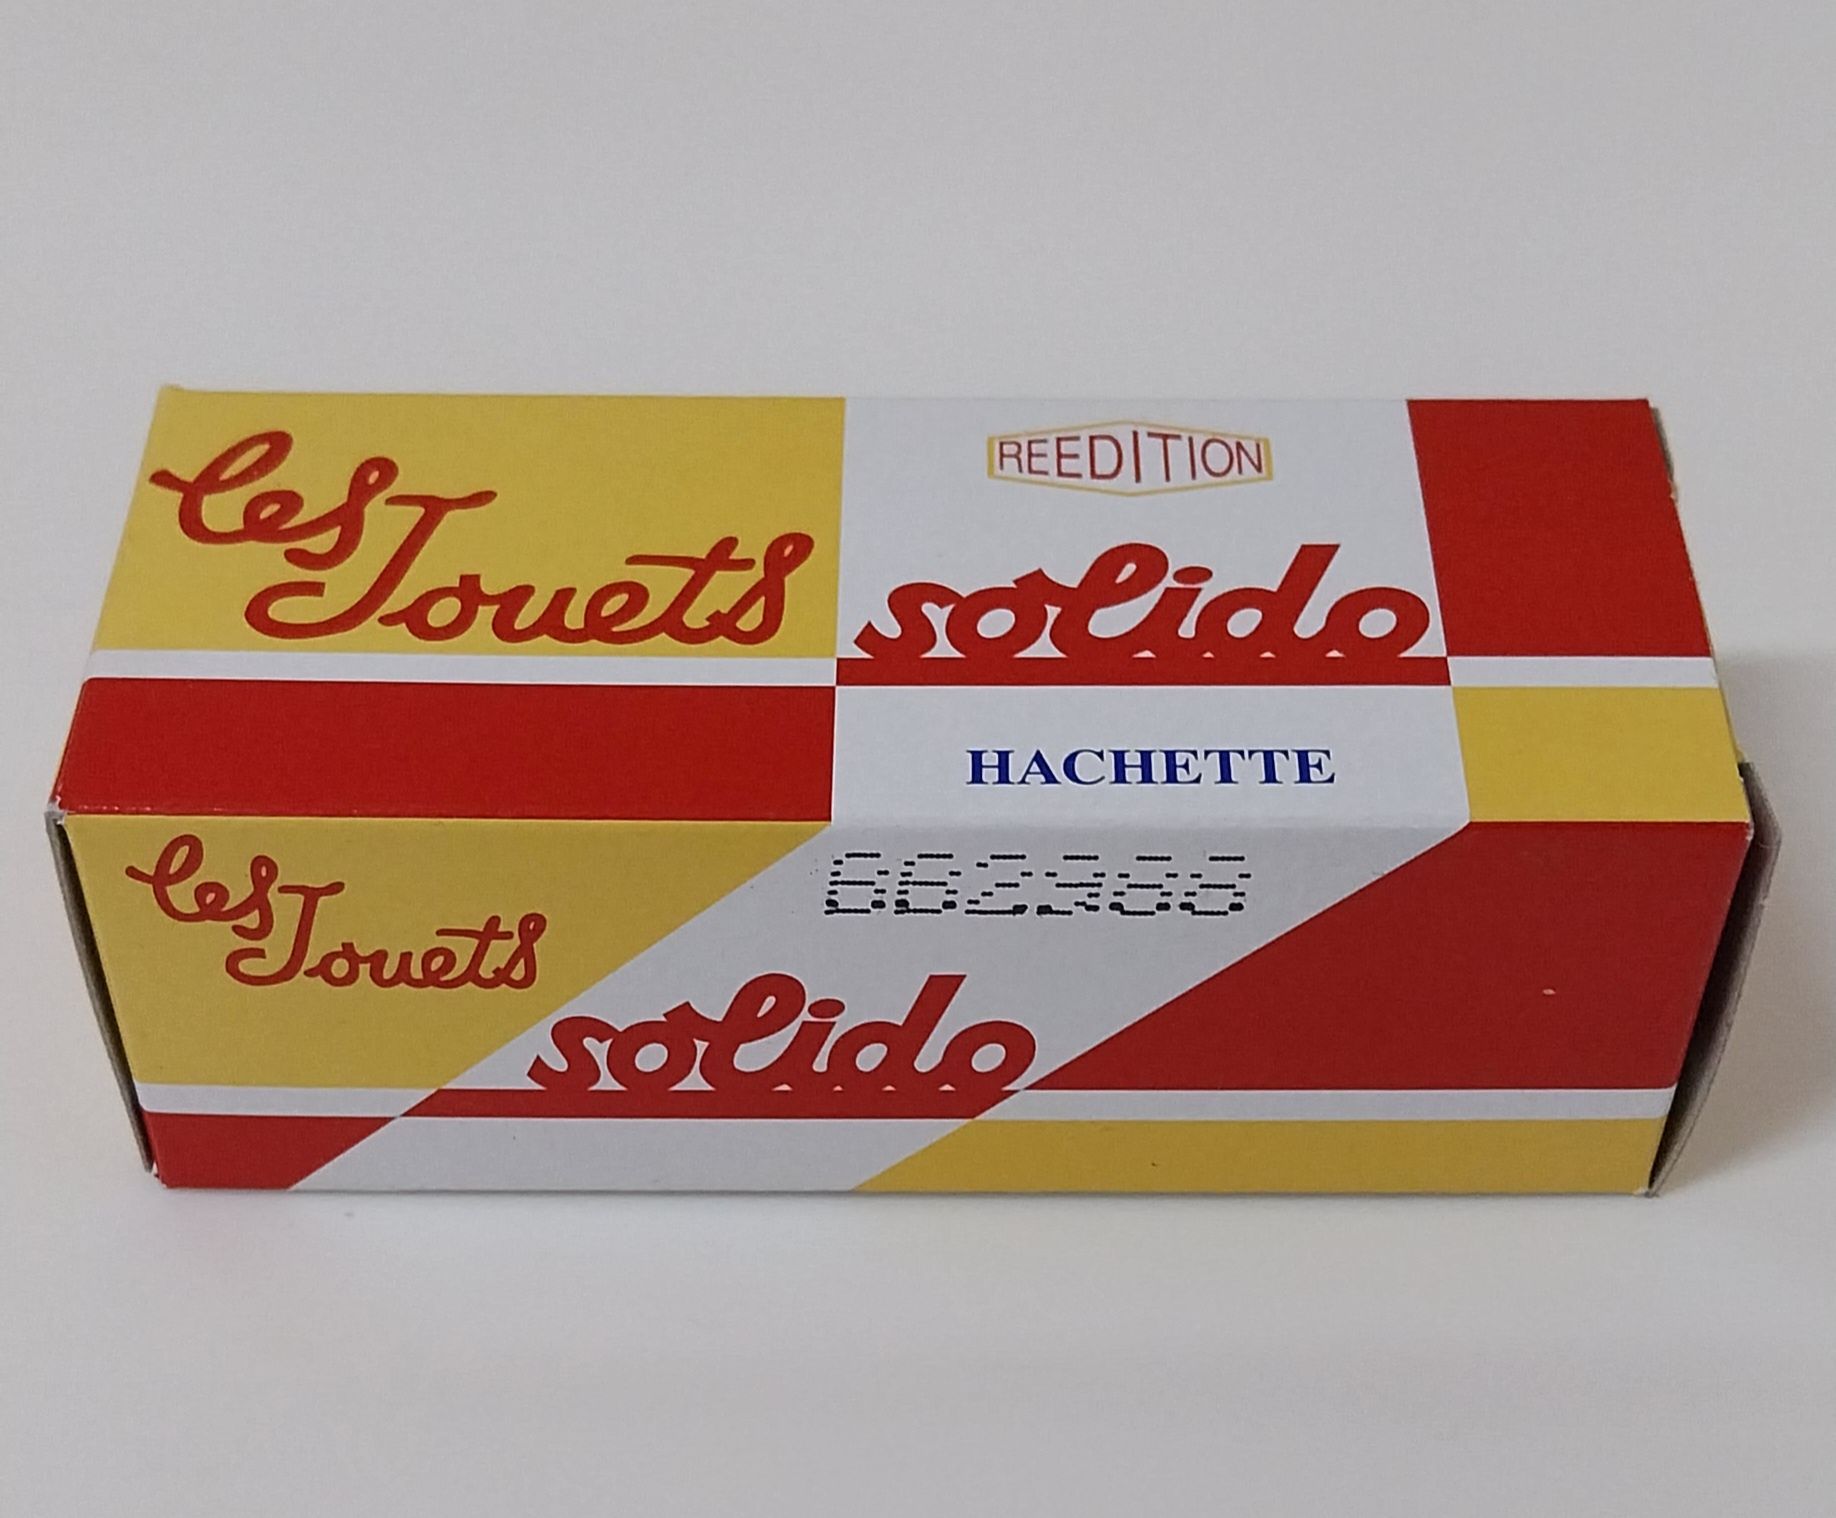 Les
Jouets
REEDITION
solido
HACHETTE
Les
Jouets
662388
solido